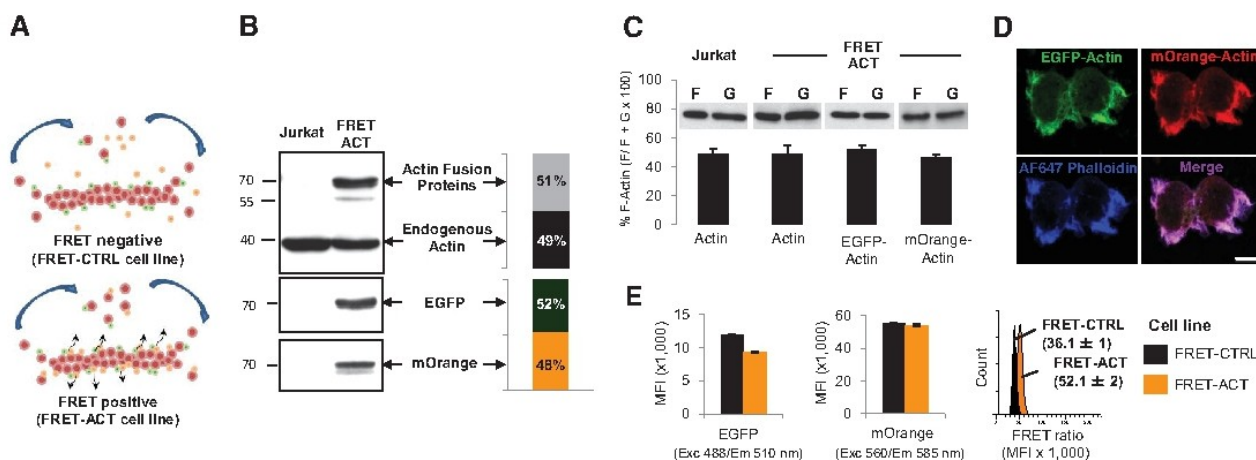 A
FRET negative
(FRET-CTRL cell line)
FRET positive
(FRET-ACT cell line)
B
Jurkat
FRET
ACT
70
55
40
70
70
Actin Fusion
Proteins
Endogenous
Actin
EGFP
mOrange
51%
49%
52%
48%
C
Jurkat
FRET
ACT
F G F G F G F G
% F-Actin (F/ F + G x 100)
100
80
60
40
20
0
Actin
Actin
EGFP-
Actin
mOrange-
Actin
D
EGFP-Actin
mOrange-Actin
AF647 Phalloidin
Merge
E
MFI (x1,000)
15
10
5
0
EGFP
(Exc 488/Em 510 nm)
MFI (x1,000)
60
50
40
30
20
10
0
mOrange
(Exc 560/Em 585 nm)
Count
FRET-CTRL
(36.1 ± 1)
FRET-ACT
(52.1 ± 2)
FRET ratio
(MFI x 1,000)
Cell line
FRET-CTRL
FRET-ACT